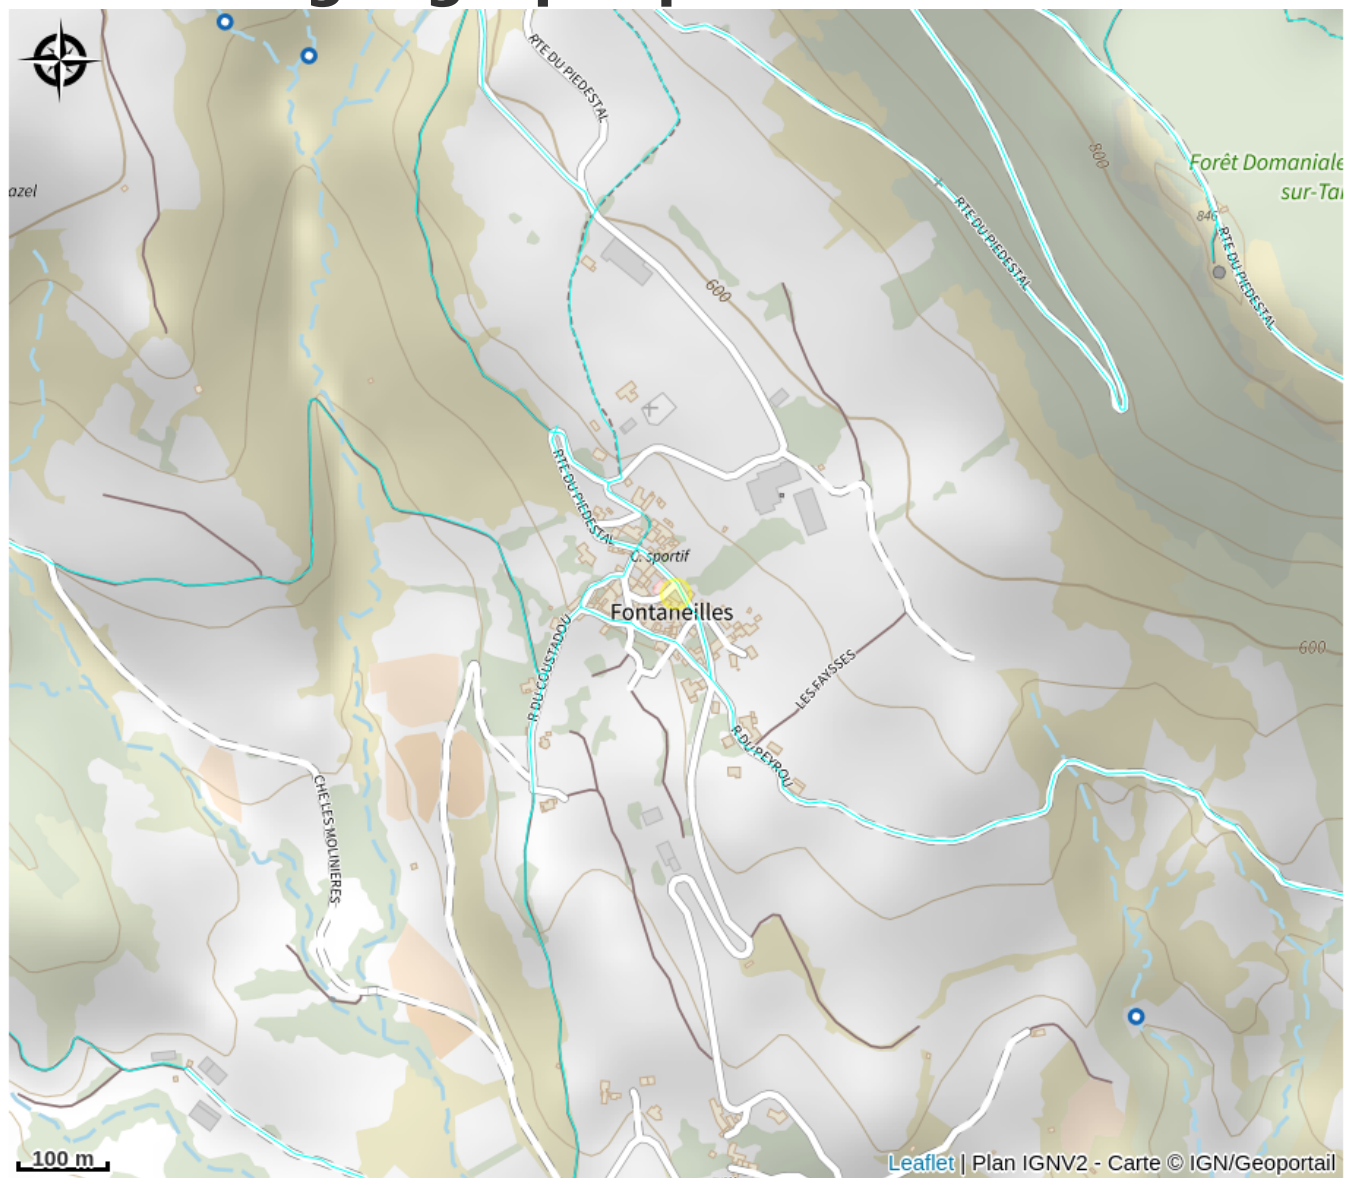 RTE DU PIEDESTAL
Forêt Domaniale
sur-Tar
azel
800
846
RTE DU PIEDESTAL
RTE DU PIEDESTAL
600
RTE DU PIEDESTAL
C. sportif
Fontaneilles
R DU COUSTADOU
LES FAYSSES
600
R DU PEYROU
CHE LES MOLINIERES
100 m
Leaflet | Plan IGNV2 - Carte © IGN/Geoportail